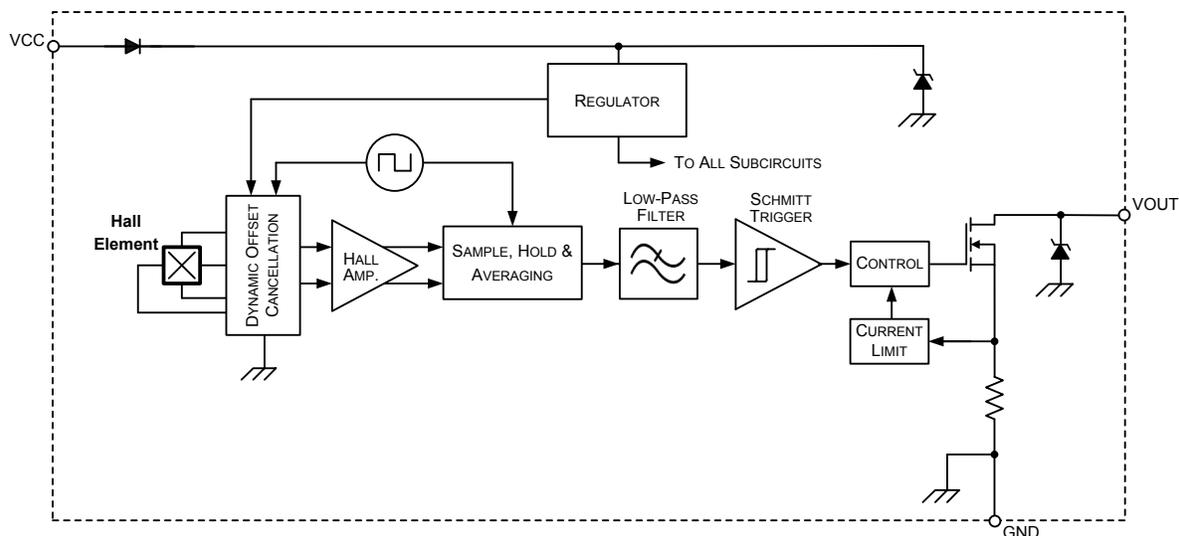 VCC
REGULATOR
TO ALL SUBCIRCUITS
Hall
Element
DYNAMIC OFFSET
CANCELLATION
HALL
AMP.
SAMPLE, HOLD &
AVERAGING
LOW-PASS
FILTER
SCHMITT
TRIGGER
CONTROL
CURRENT
LIMIT
VOUT
GND